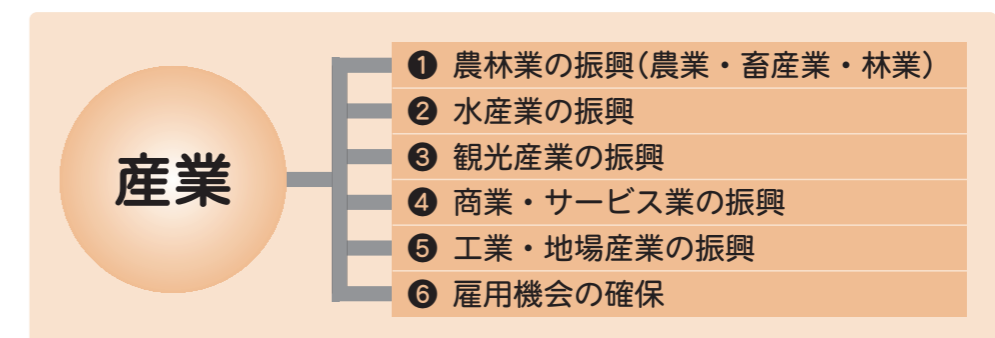 産業
❶ 農林業の振興(農業・畜産業・林業)
❷ 水産業の振興
❸ 観光産業の振興
❹ 商業・サービス業の振興
❺ 工業・地場産業の振興
❻ 雇用機会の確保